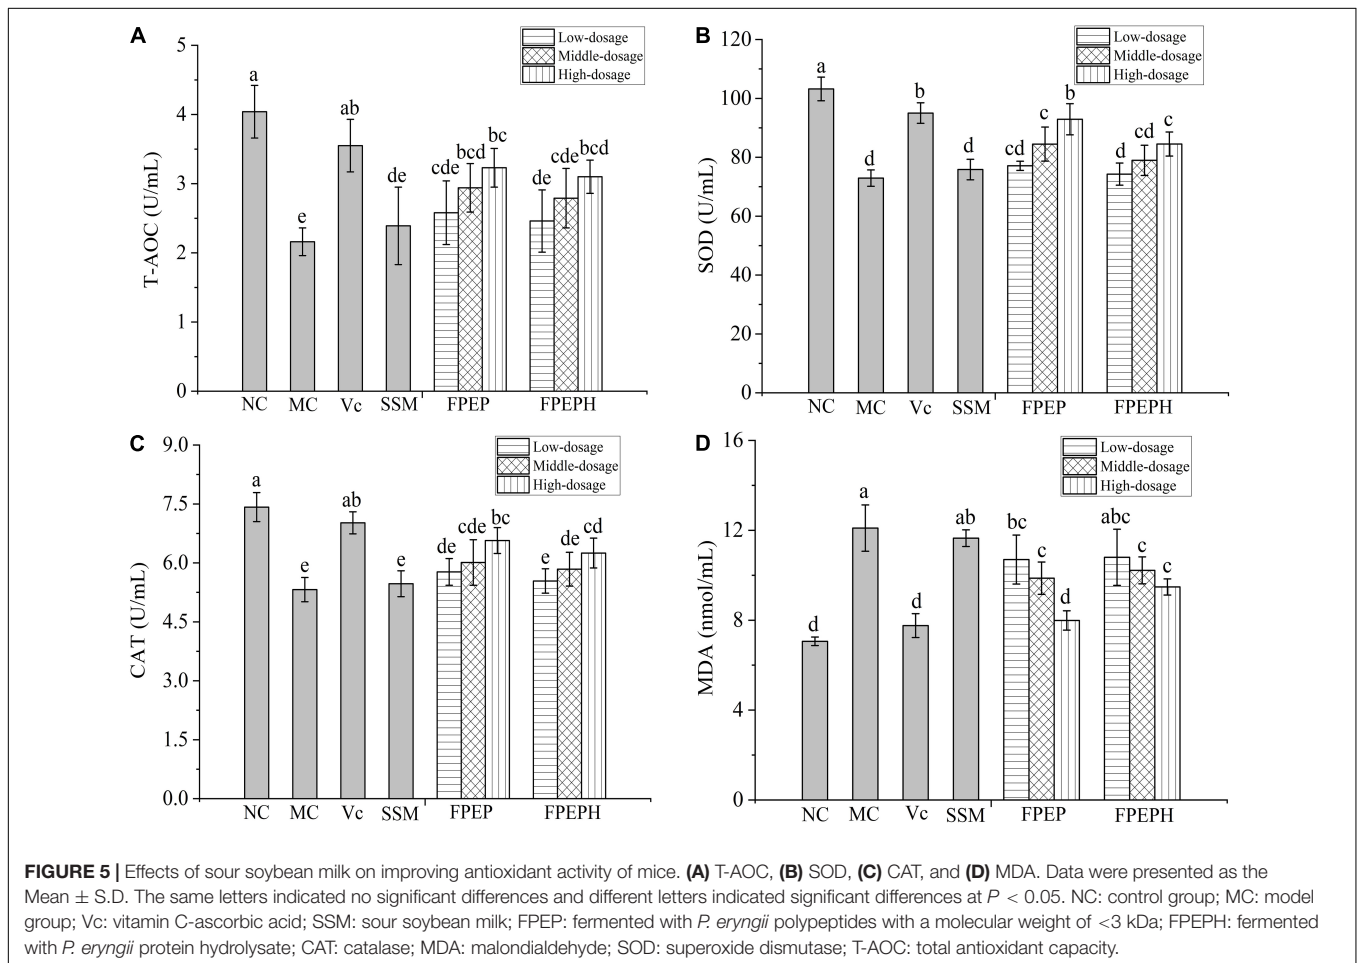 A
Low-dosage
Middle-dosage
High-dosage
T-AOC (U/mL)
5
4
3
2
1
0
a
e
ab
de
cde
bcd
bc
de
cde
bcd
NC MC Vc SSM FPEP FPEPH
B
Low-dosage
Middle-dosage
High-dosage
SOD (U/mL)
120
100
80
60
40
20
0
a
d
b
d
cd
c
b
d
cd
c
NC MC Vc SSM FPEP FPEPH
C
Low-dosage
Middle-dosage
High-dosage
CAT (U/mL)
9.0
7.5
6.0
4.5
3.0
1.5
0.0
a
e
ab
e
de
cde
bc
e
de
cd
NC MC Vc SSM FPEP FPEPH
D
Low-dosage
Middle-dosage
High-dosage
MDA (nmol/mL)
16
12
8
4
0
d
a
d
ab
bc
c
d
abc
c
c
NC MC Vc SSM FPEP FPEPH
FIGURE 5 | Effects of sour soybean milk on improving antioxidant activity of mice. (A) T-AOC, (B) SOD, (C) CAT, and (D) MDA. Data were presented as the
Mean ± S.D. The same letters indicated no significant differences and different letters indicated significant differences at P < 0.05. NC: control group; MC: model
group; Vc: vitamin C-ascorbic acid; SSM: sour soybean milk; FPEP: fermented with P. eryngii polypeptides with a molecular weight of <3 kDa; FPEPH: fermented
with P. eryngii protein hydrolysate; CAT: catalase; MDA: malondialdehyde; SOD: superoxide dismutase; T-AOC: total antioxidant capacity.